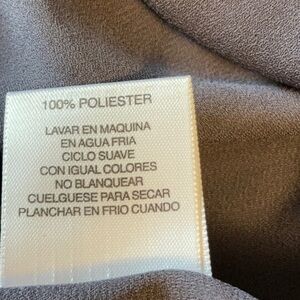 100% POLIESTER
LAVAR EN MAQUINA
EN AGUA FRIA
CICLO SUAVE
CON IGUAL COLORES
NO BLANQUEAR
CUELGUESE PARA SECAR
PLANCHAR EN FRIO CUANDO